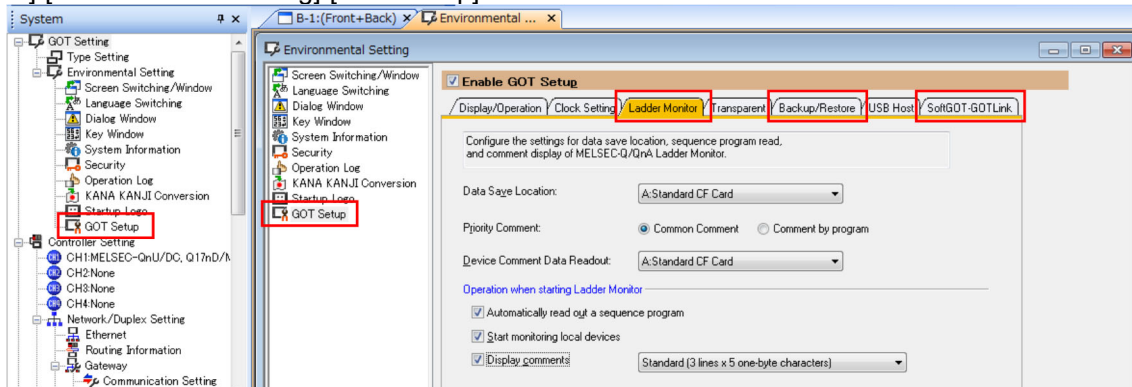 System
B-1:(Front+Back)
Environmental ...
GOT Setting
Type Setting
Environmental Setting
Screen Switching/Window
Language Switching
Dialog Window
Key Window
System Information
Security
Operation Log
KANA KANJI Conversion
Startup Logo
GOT Setup
Controller Setting
CH1:MELSEC-QnU/DC, Q17nD/M
CH2:None
CH3:None
CH4:None
Network/Duplex Setting
Ethernet
Routing Information
Gateway
Communication Setting
Environmental Setting
Screen Switching/Window
Language Switching
Dialog Window
Key Window
System Information
Security
Operation Log
KANA KANJI Conversion
Startup Logo
GOT Setup
Enable GOT Setup
Display/Operation
Clock Setting
Ladder Monitor
Transparent
Backup/Restore
USB Host
SoftGOT-GOTLink
Configure the settings for data save location, sequence program read,
and comment display of MELSEC-Q/QnA Ladder Monitor.
Data Save Location:
A:Standard CF Card
Priority Comment:
Common Comment
Comment by program
Device Comment Data Readout:
A:Standard CF Card
Operation when starting Ladder Monitor
Automatically read out a sequence program
Start monitoring local devices
Display comments
Standard (3 lines x 5 one-byte characters)